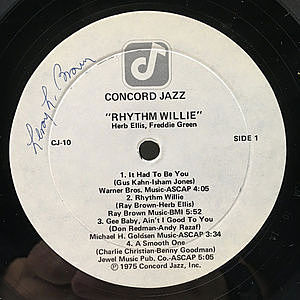 Leroy L. Brown
CONCORD JAZZ
"RHYTHM WILLIE"
Herb Ellis, Freddie Green
CJ-10
SIDE 1
1. It Had To Be You
(Gus Kahn-Isham Jones)
Warner Bros. Music-ASCAP 4:05
2. Rhythm Willie
(Ray Brown-Herb Ellis)
Ray Brown Music-BMI 5:52
3. Gee Baby, Ain't I Good To You
(Don Redman-Andy Razaf)
Michael H. Goldsen Music-ASCAP 3:34
4. A Smooth One
(Charlie Christian-Benny Goodman)
Jewel Music Pub. Co.-ASCAP 5:05
Ⓟ 1975 Concord Jazz, Inc.